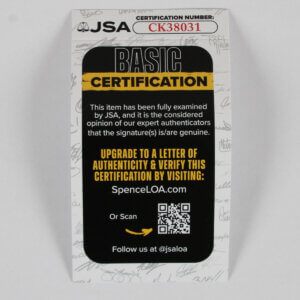 JSA CERTIFICATION NUMBER:
CK38031
BASIC
CERTIFICATION
This item has been fully examined
by JSA, and it is the considered
opinion of our expert authenticators
that the signature(s) is/are genuine.
UPGRADE TO A LETTER OF
AUTHENTICITY & VERIFY THIS
CERTIFICATION BY VISITING:
SpenceLOA.com
Or Scan
Follow us at @jsaloa